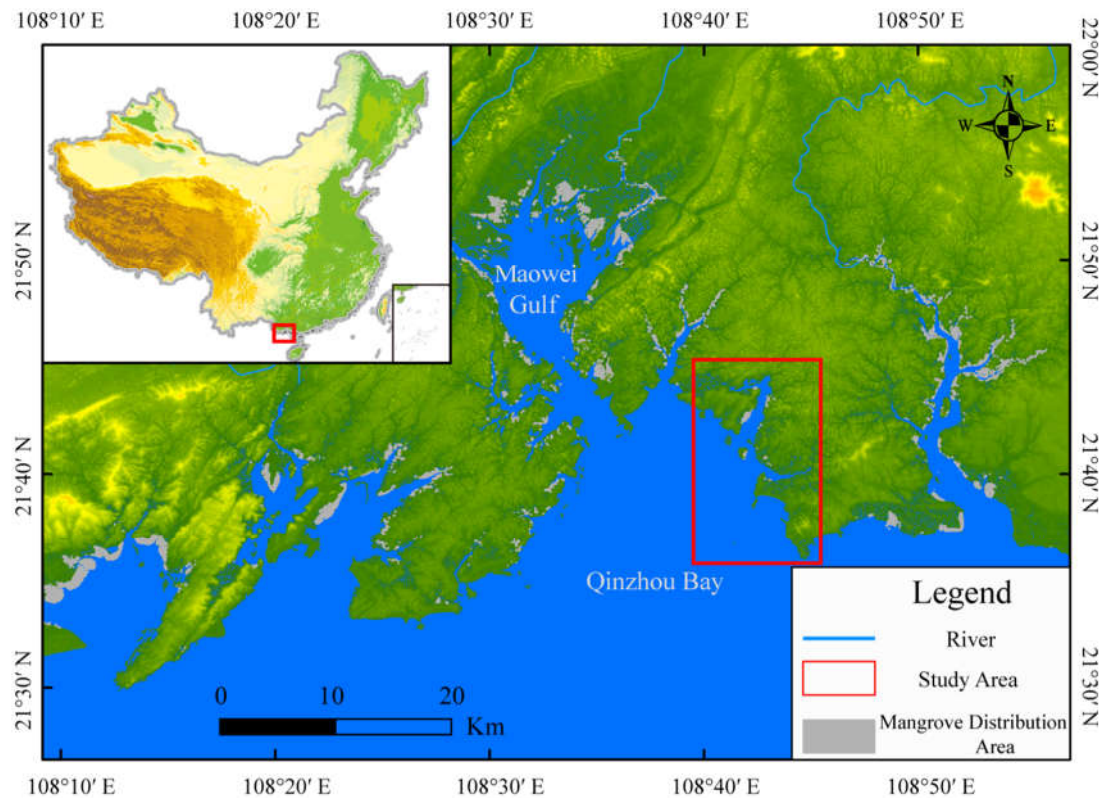 108°10′ E
108°20′ E
108°30′ E
108°40′ E
108°50′ E
22°00′ N
N
W
E
S
21°50′ N
21°50′ N
Maowei
Gulf
21°40′ N
21°40′ N
Qinzhou Bay
Legend
River
Study Area
Mangrove Distribution
Area
21°30′ N
21°30′ N
0
10
20
Km
108°10′ E
108°20′ E
108°30′ E
108°40′ E
108°50′ E